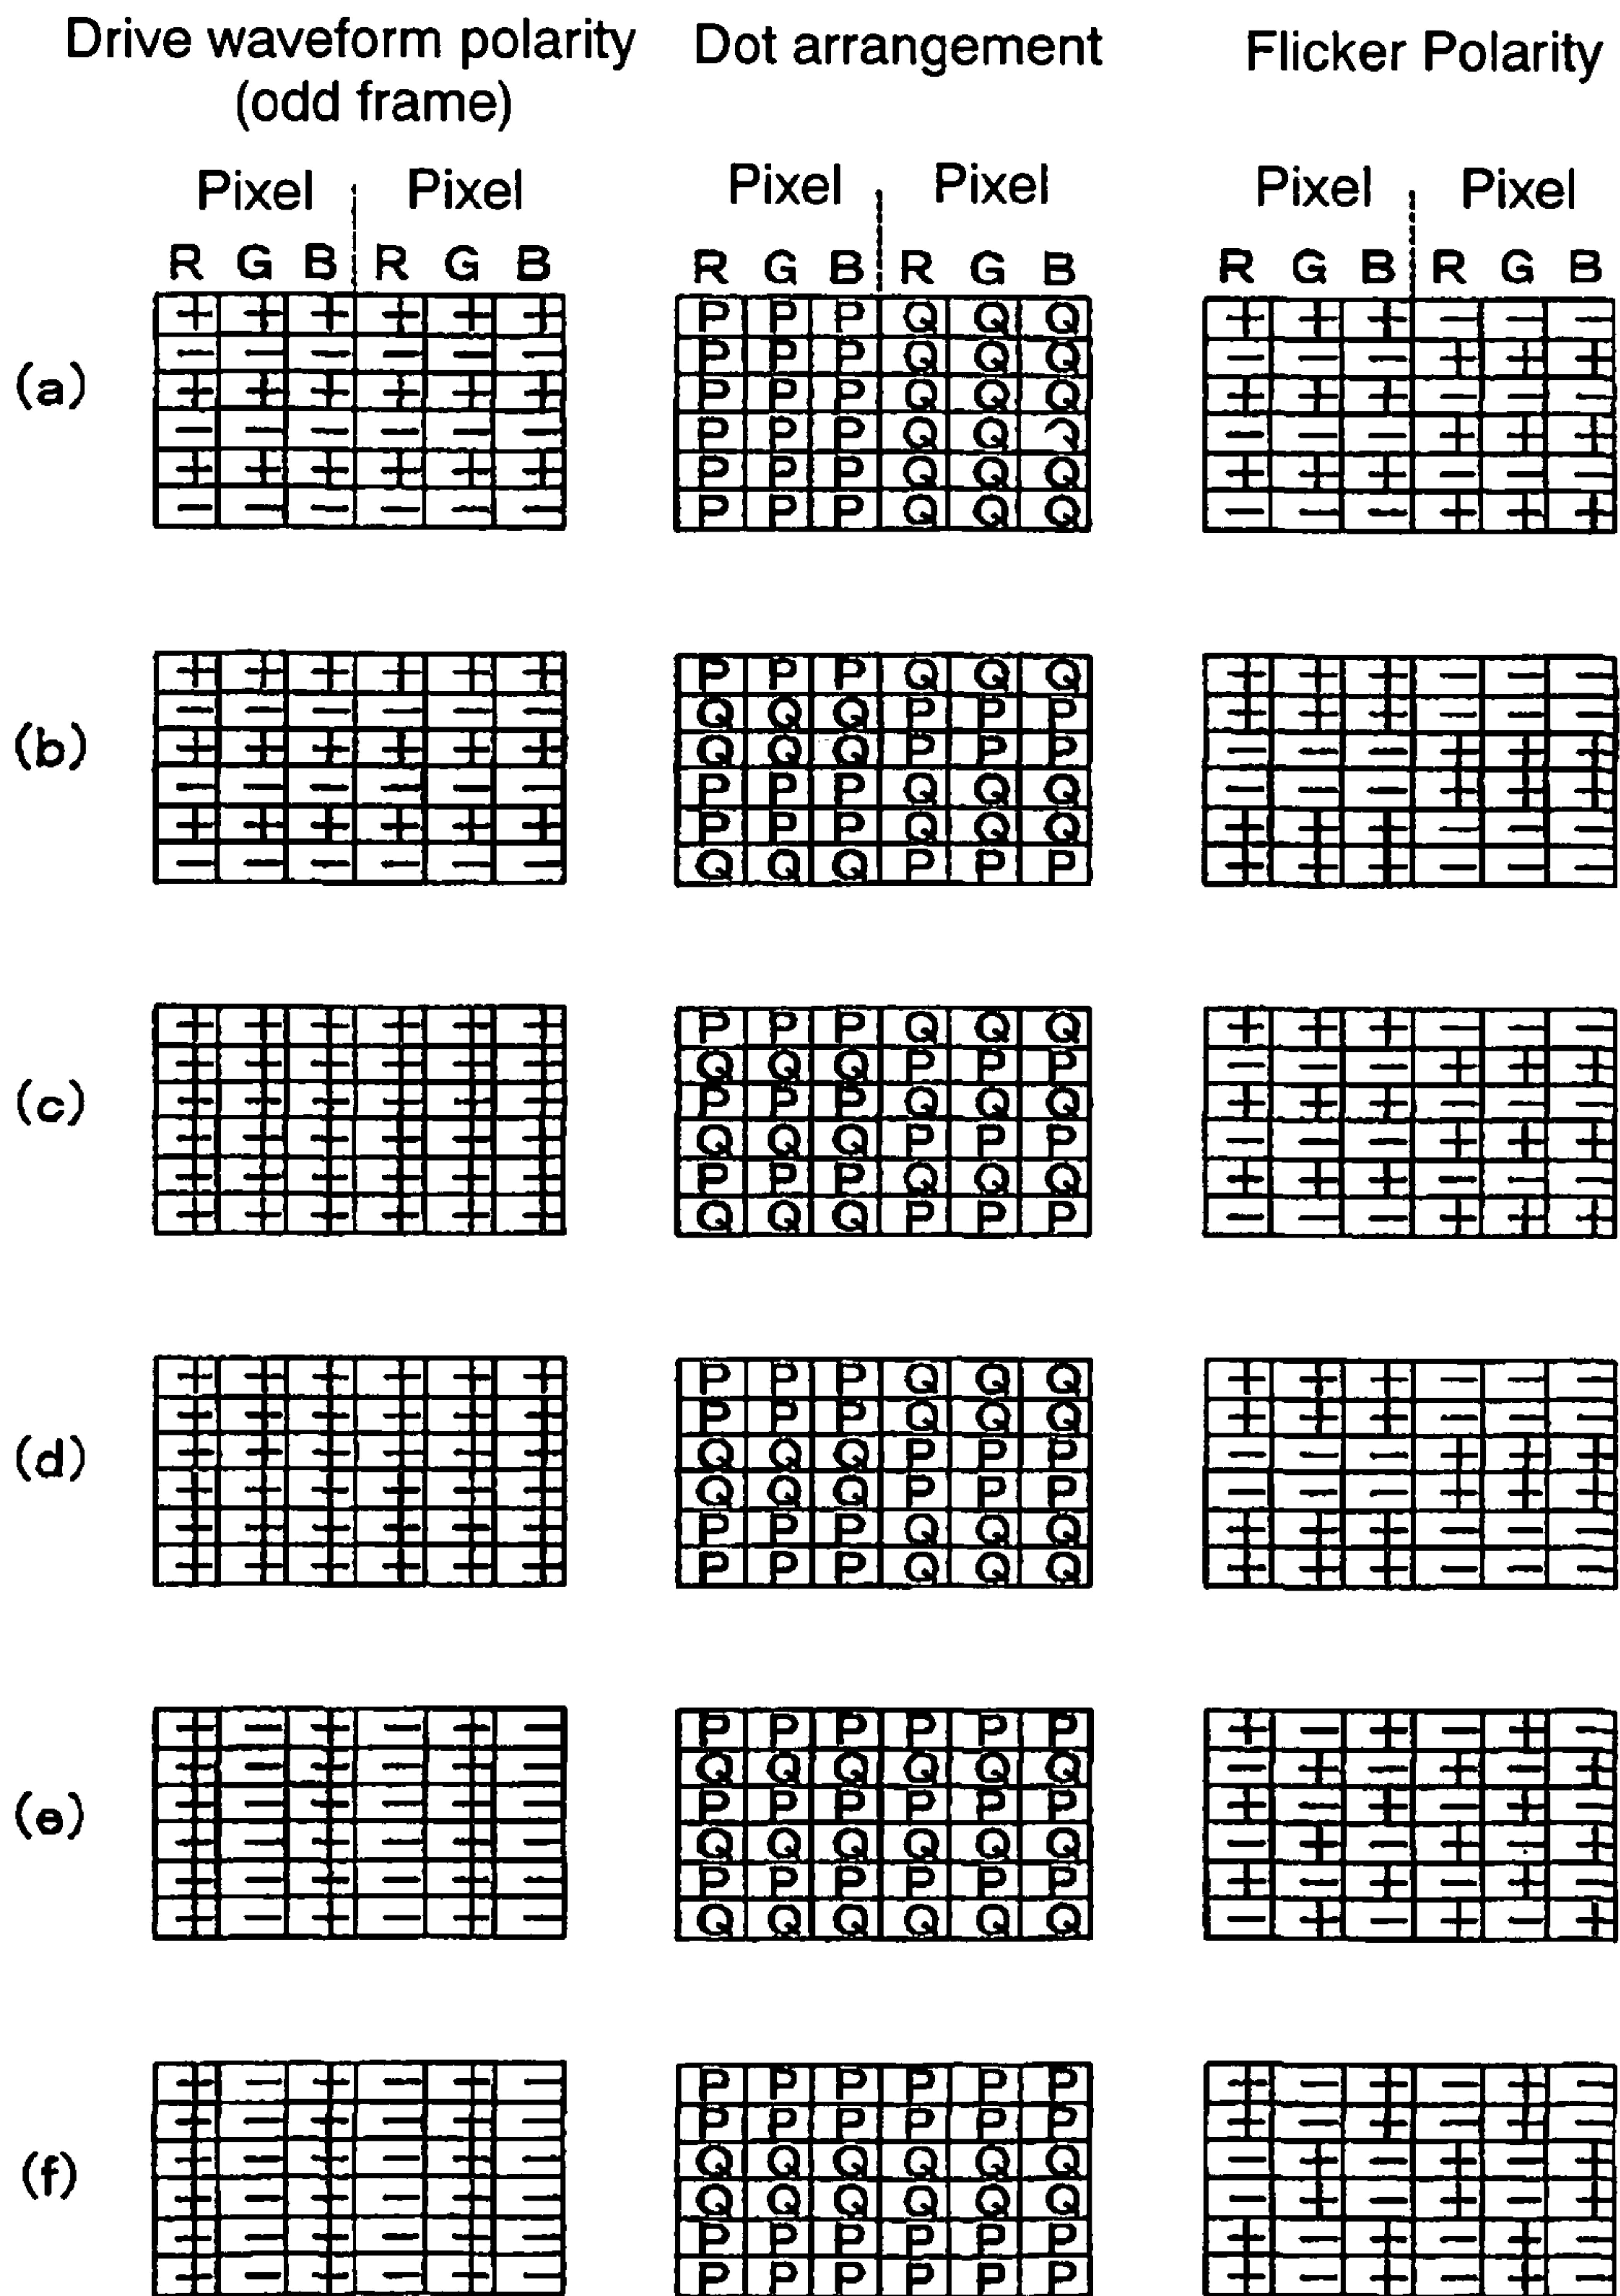 Drive waveform polarity Dot arrangement Flicker Polarity
(odd frame)
Pixel Pixel Pixel Pixel Pixel Pixel
R G B R G B R G B R G B R G B R G B
+ + + + + + P P P Q Q Q + + + − − −
− − − − − − P P P Q Q Q − − − + + +
(a) + + + + + + P P P Q Q Q + + + − − −
− − − − − − P P P Q Q Q − − − + + +
+ + + + + + P P P Q Q Q + + + − − −
− − − − − − P P P Q Q Q − − − + + +
+ + + + + + P P P Q Q Q + + + − − −
− − − − − − Q Q Q P P P + + + − − −
(b) + + + + + + Q Q Q P P P − − − + + +
− − − − − − P P P Q Q Q − − − + + +
+ + + + + + P P P Q Q Q + + + − − −
− − − − − − Q Q Q P P P + + + − − −
+ + + + + + P P P Q Q Q + + + − − −
+ + + + + + Q Q Q P P P − − − + + +
(c) + + + + + + P P P Q Q Q + + + − − −
+ + + + + + Q Q Q P P P − − − + + +
+ + + + + + P P P Q Q Q + + + − − −
+ + + + + + Q Q Q P P P − − − + + +
+ + + + + + P P P Q Q Q + + + − − −
+ + + + + + P P P Q Q Q + + + − − −
(d) + + + + + + Q Q Q P P P − − − + + +
+ + + + + + Q Q Q P P P − − − + + +
+ + + + + + P P P Q Q Q + + + − − −
+ + + + + + P P P Q Q Q + + + − − −
+ − + − + − P P P P P P + − + − + −
+ − + − + − Q Q Q Q Q Q − + − + − +
(e) + − + − + − P P P P P P + − + − + −
+ − + − + − Q Q Q Q Q Q − + − + − +
+ − + − + − P P P P P P + − + − + −
+ − + − + − Q Q Q Q Q Q − + − + − +
+ − + − + − P P P P P P + − + − + −
+ − + − + − P P P P P P + − + − + −
(f) + − + − + − Q Q Q Q Q Q − + − + − +
+ − + − + − Q Q Q Q Q Q − + − + − +
+ − + − + − P P P P P P + − + − + −
+ − + − + − P P P P P P + − + − + −